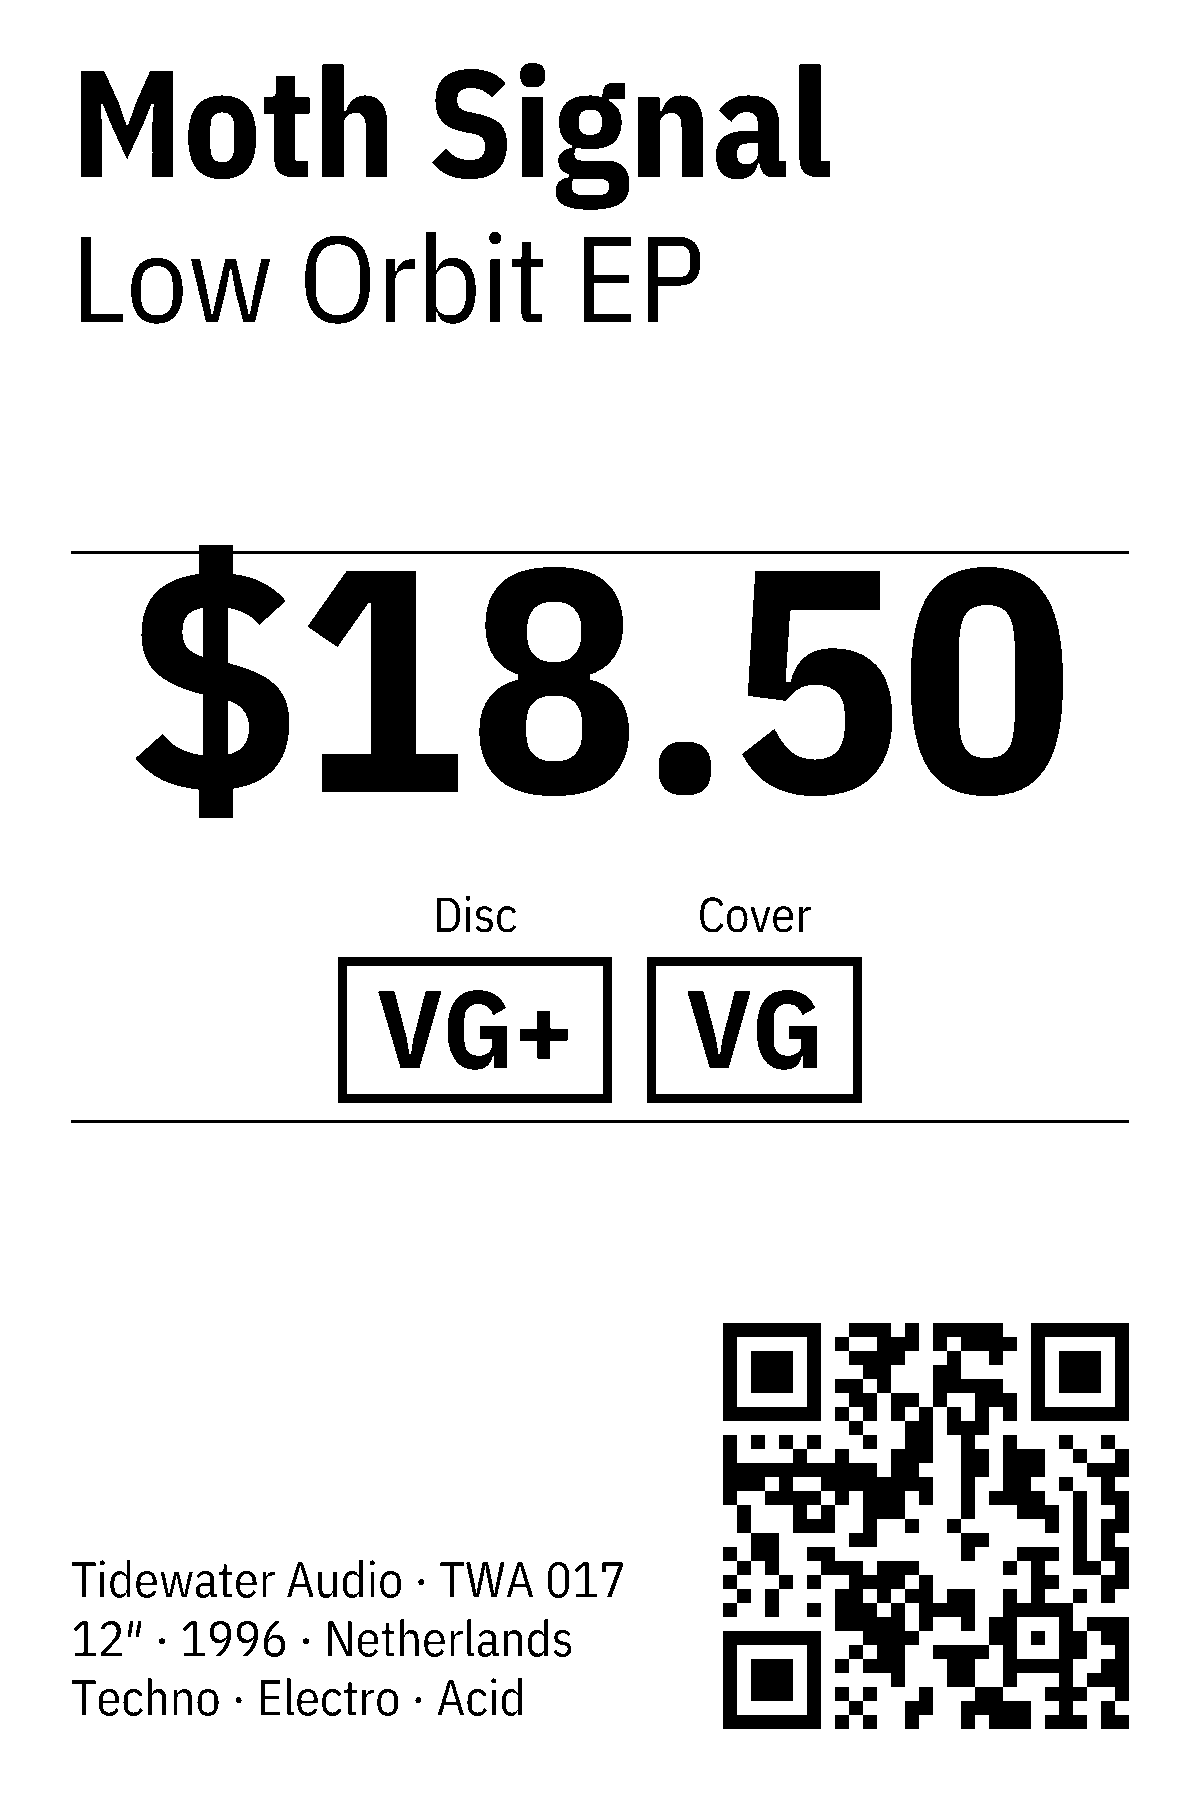 Moth Signal
Low Orbit EP
$18.50
Disc Cover
VG+ VG
Tidewater Audio · TWA 017
12″ · 1996 · Netherlands
Techno · Electro · Acid